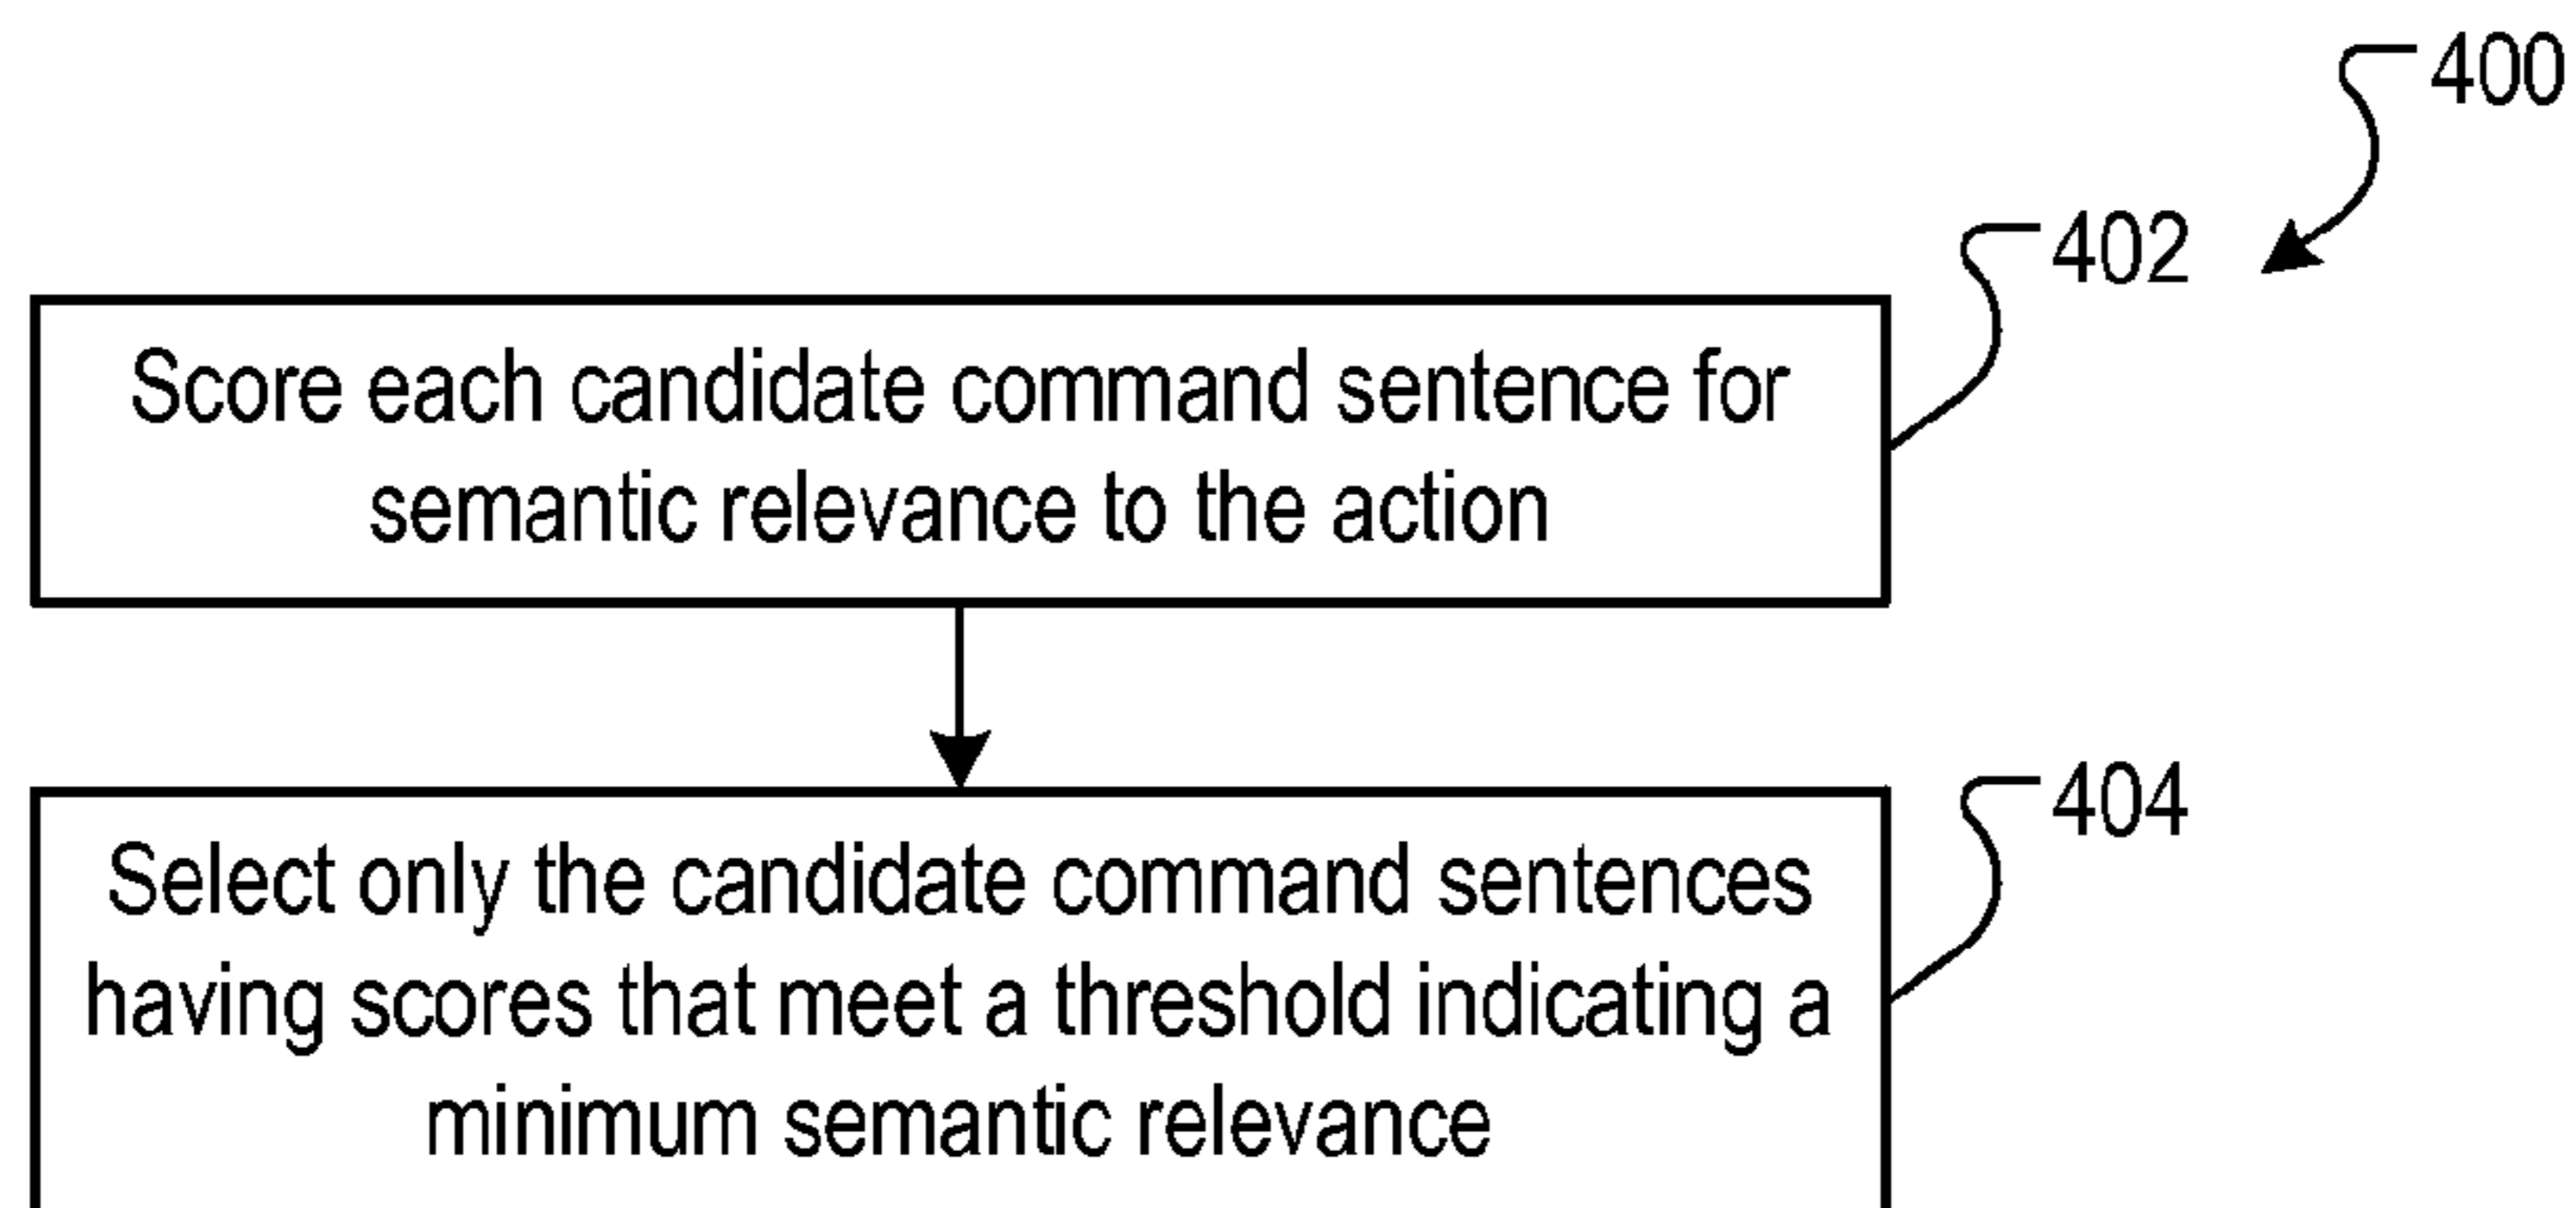 400
402
Score each candidate command sentence for
semantic relevance to the action
404
Select only the candidate command sentences
having scores that meet a threshold indicating a
minimum semantic relevance